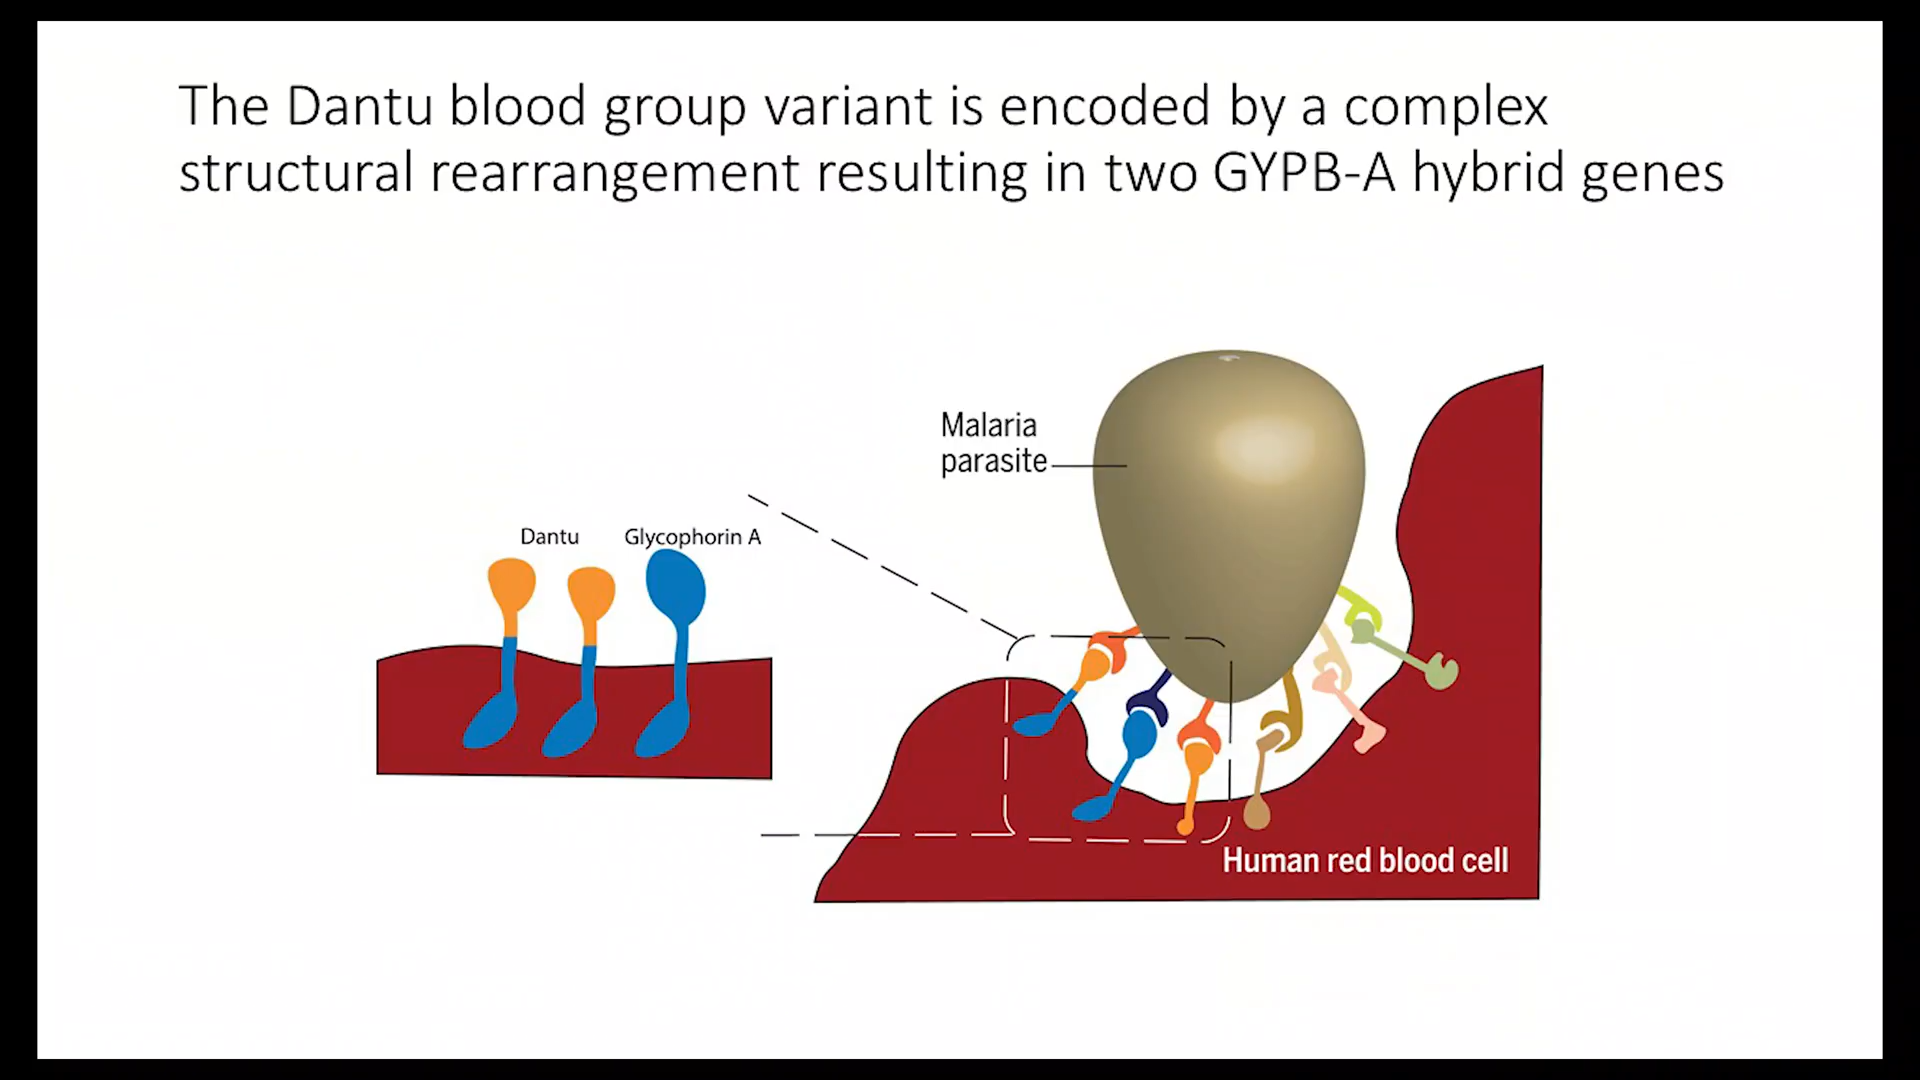 The Dantu blood group variant is encoded by a complex
structural rearrangement resulting in two GYPB-A hybrid genes
Malaria
parasite
Dantu
Glycophorin A
Human red blood cell